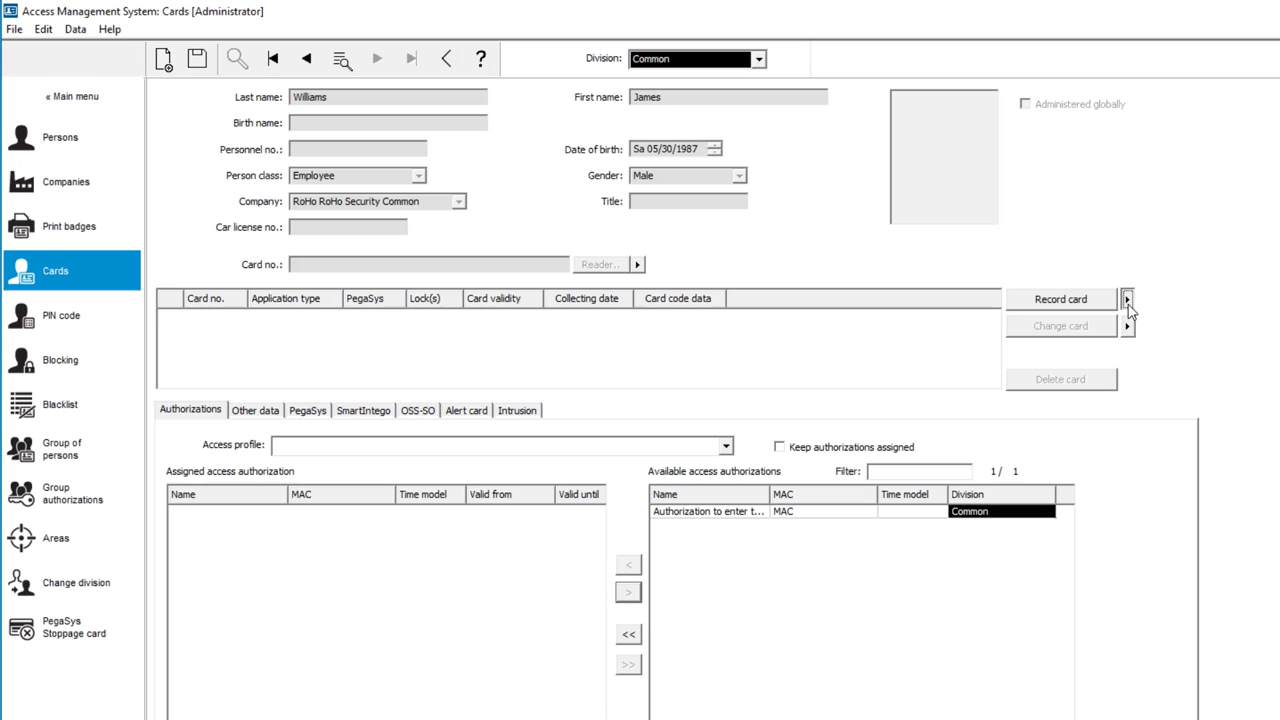 Access Management System: Cards [Administrator]
File Edit Data Help
? Division: Common
« Main menu
Persons
Companies
Print badges
Cards
PIN code
Blocking
Blacklist
Group of
persons
Group
authorizations
Areas
Change division
PegaSys
Stoppage card
Last name: Williams First name: James Administered globally
Birth name:
Personnel no.: Date of birth: Sa 05/30/1987
Person class: Employee Gender: Male
Company: RoHo RoHo Security Common Title:
Car license no.:
Card no.: Reader..
Card no. Application type PegaSys Lock(s) Card validity Collecting date Card code data Record card
Change card
Delete card
Authorizations Other data PegaSys SmartIntego OSS-SO Alert card Intrusion
Access profile: Keep authorizations assigned
Assigned access authorization Available access authorizations Filter: 1 / 1
Name MAC Time model Valid from Valid until Name MAC Time model Division
Authorization to enter t... MAC Common
<
>
<<
>>